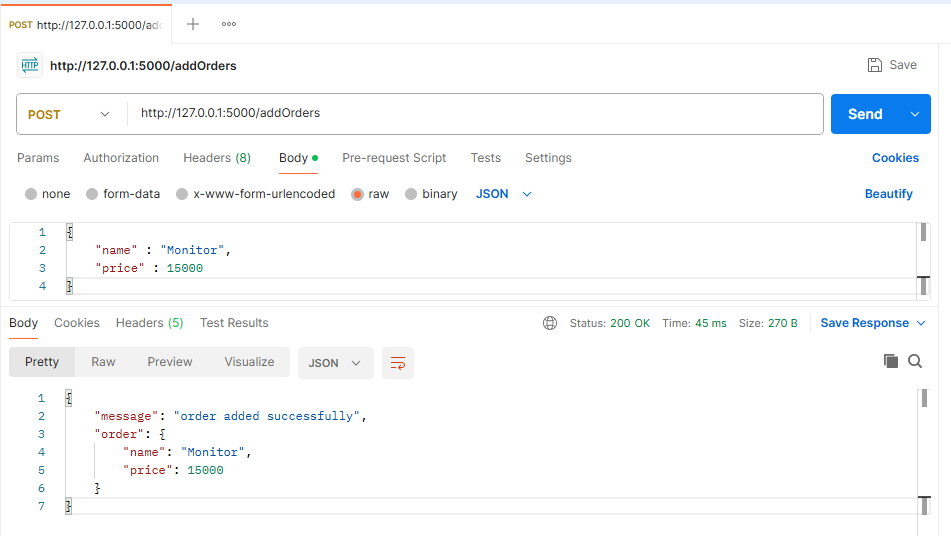 POST http://127.0.0.1:5000/add
HTTP http://127.0.0.1:5000/addOrders Save
POST http://127.0.0.1:5000/addOrders Send
Params Authorization Headers (8) Body Pre-request Script Tests Settings Cookies
none form-data x-www-form-urlencoded raw binary JSON Beautify
1 {
2 "name" : "Monitor",
3 "price" : 15000
4 }
Body Cookies Headers (5) Test Results Status: 200 OK Time: 45 ms Size: 270 B Save Response
Pretty Raw Preview Visualize JSON
1 {
2 "message": "order added successfully",
3 "order": {
4 "name": "Monitor",
5 "price": 15000
6 }
7 }